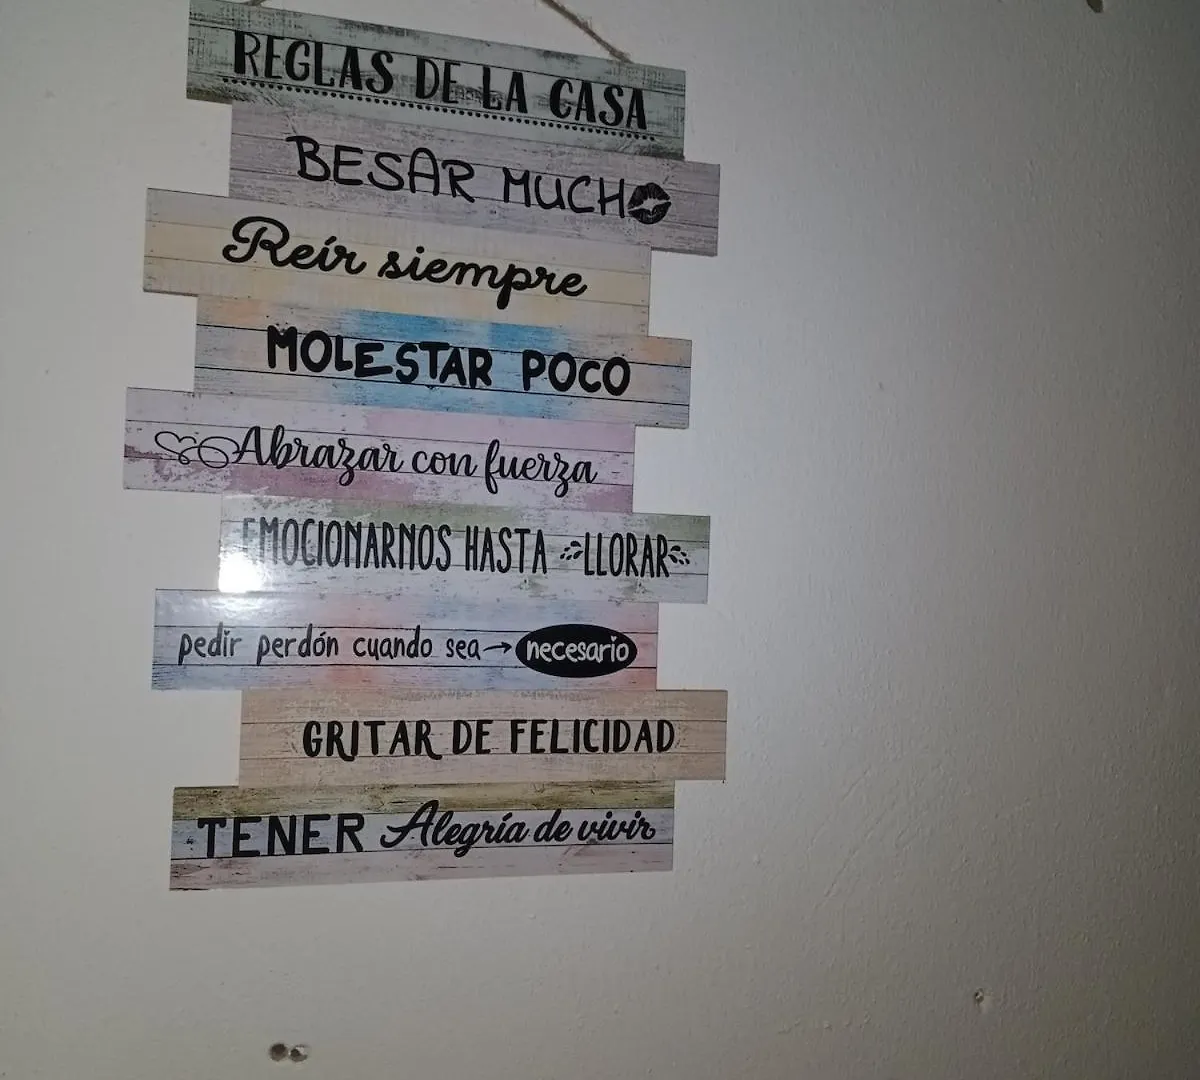 REGLAS DE LA CASA
BESAR MUCHO
Reír siempre
MOLESTAR POCO
Abrazar con fuerza
EMOCIONARNOS HASTA LLORAR
pedir perdón cuando sea → necesario
GRITAR DE FELICIDAD
TENER Alegría de vivir